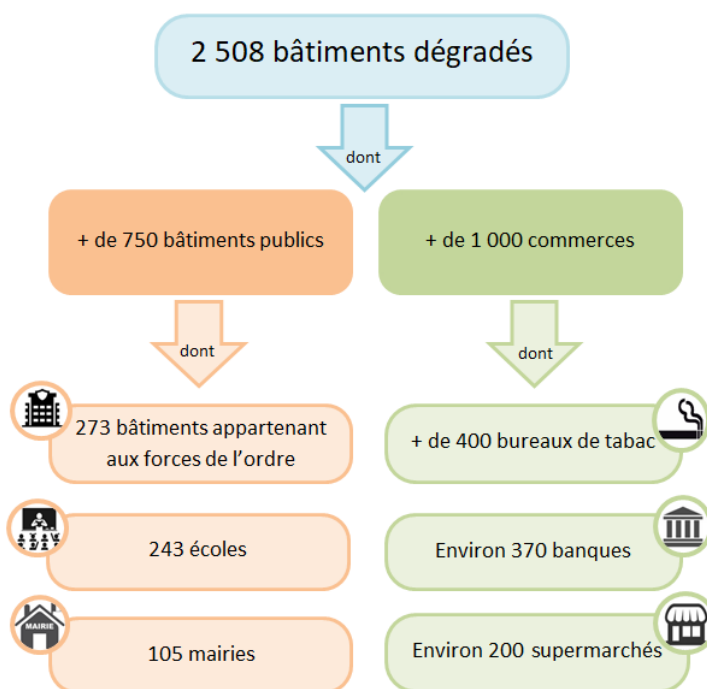 2 508 bâtiments dégradés
dont
+ de 750 bâtiments publics
+ de 1 000 commerces
dont
dont
273 bâtiments appartenant
aux forces de l’ordre
+ de 400 bureaux de tabac
243 écoles
Environ 370 banques
MAIRIE
105 mairies
Environ 200 supermarchés